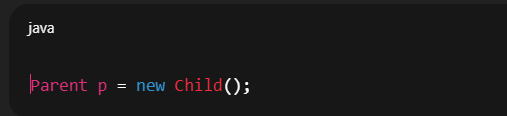 java
Parent p = new Child();